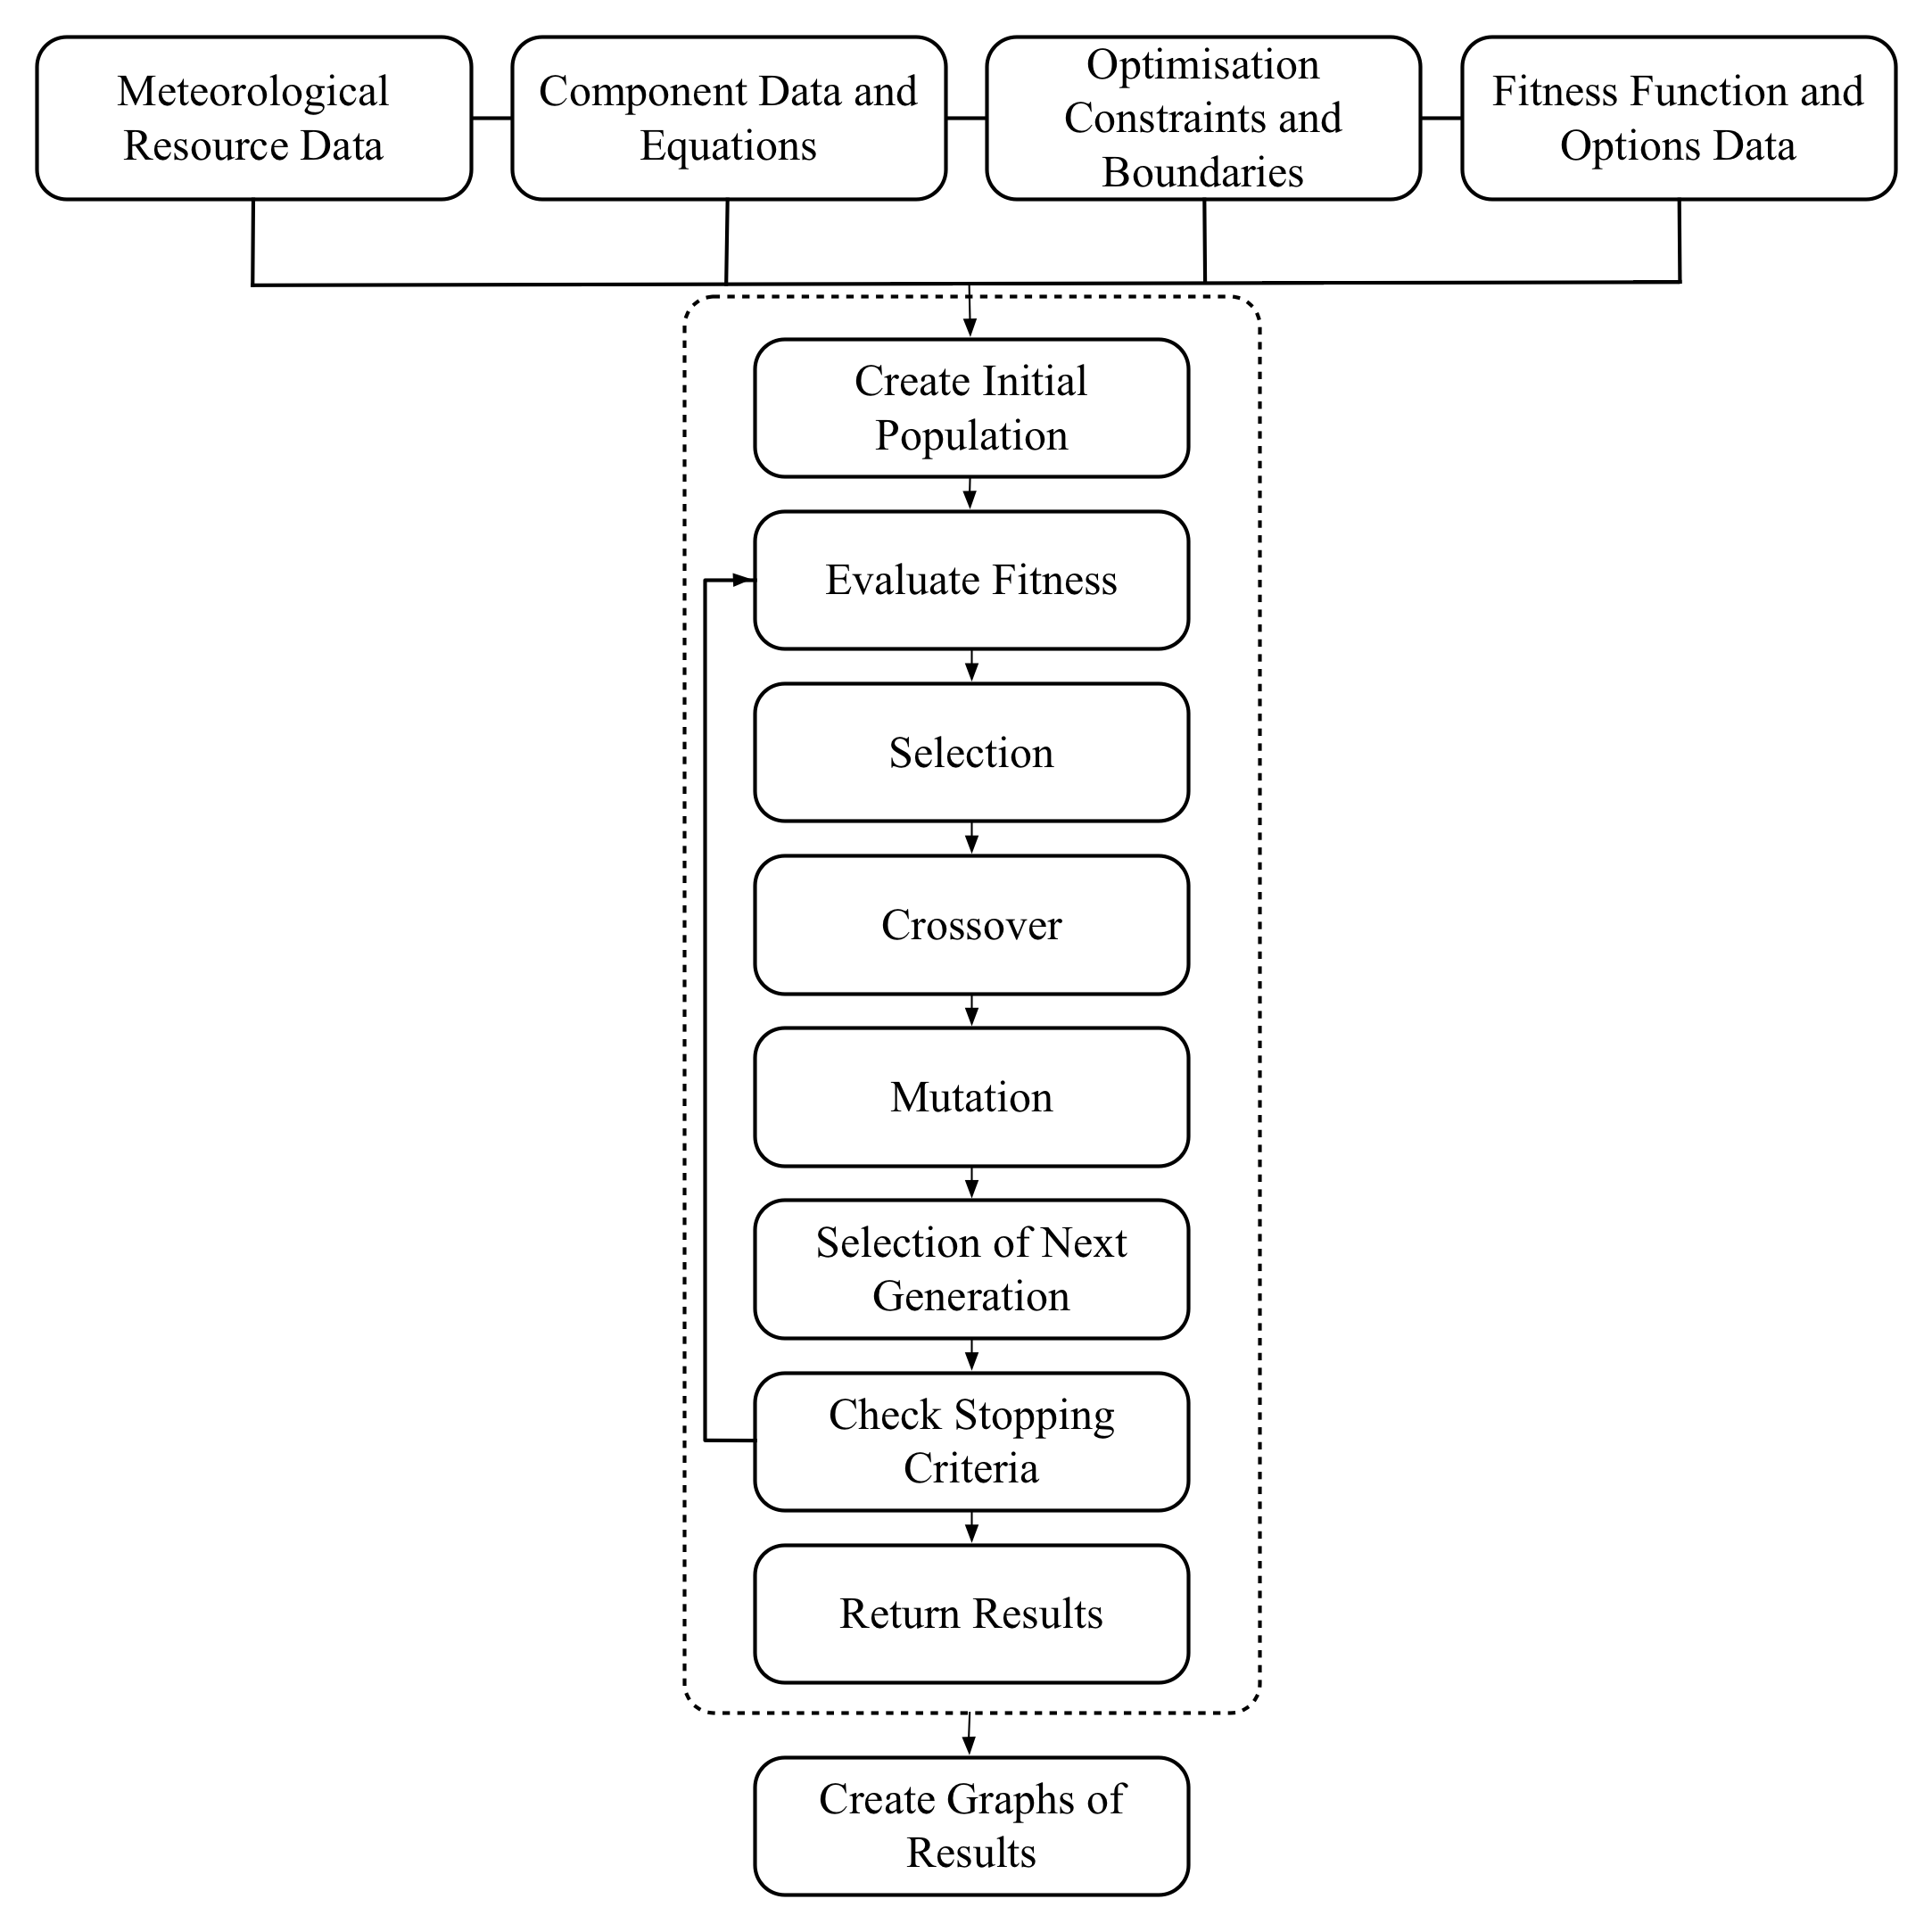 Meteorological
Resource Data
Component Data and
Equations
Optimisation
Constraints and
Boundaries
Fitness Function and
Options Data
Create Initial
Population
Evaluate Fitness
Selection
Crossover
Mutation
Selection of Next
Generation
Check Stopping
Criteria
Return Results
Create Graphs of
Results